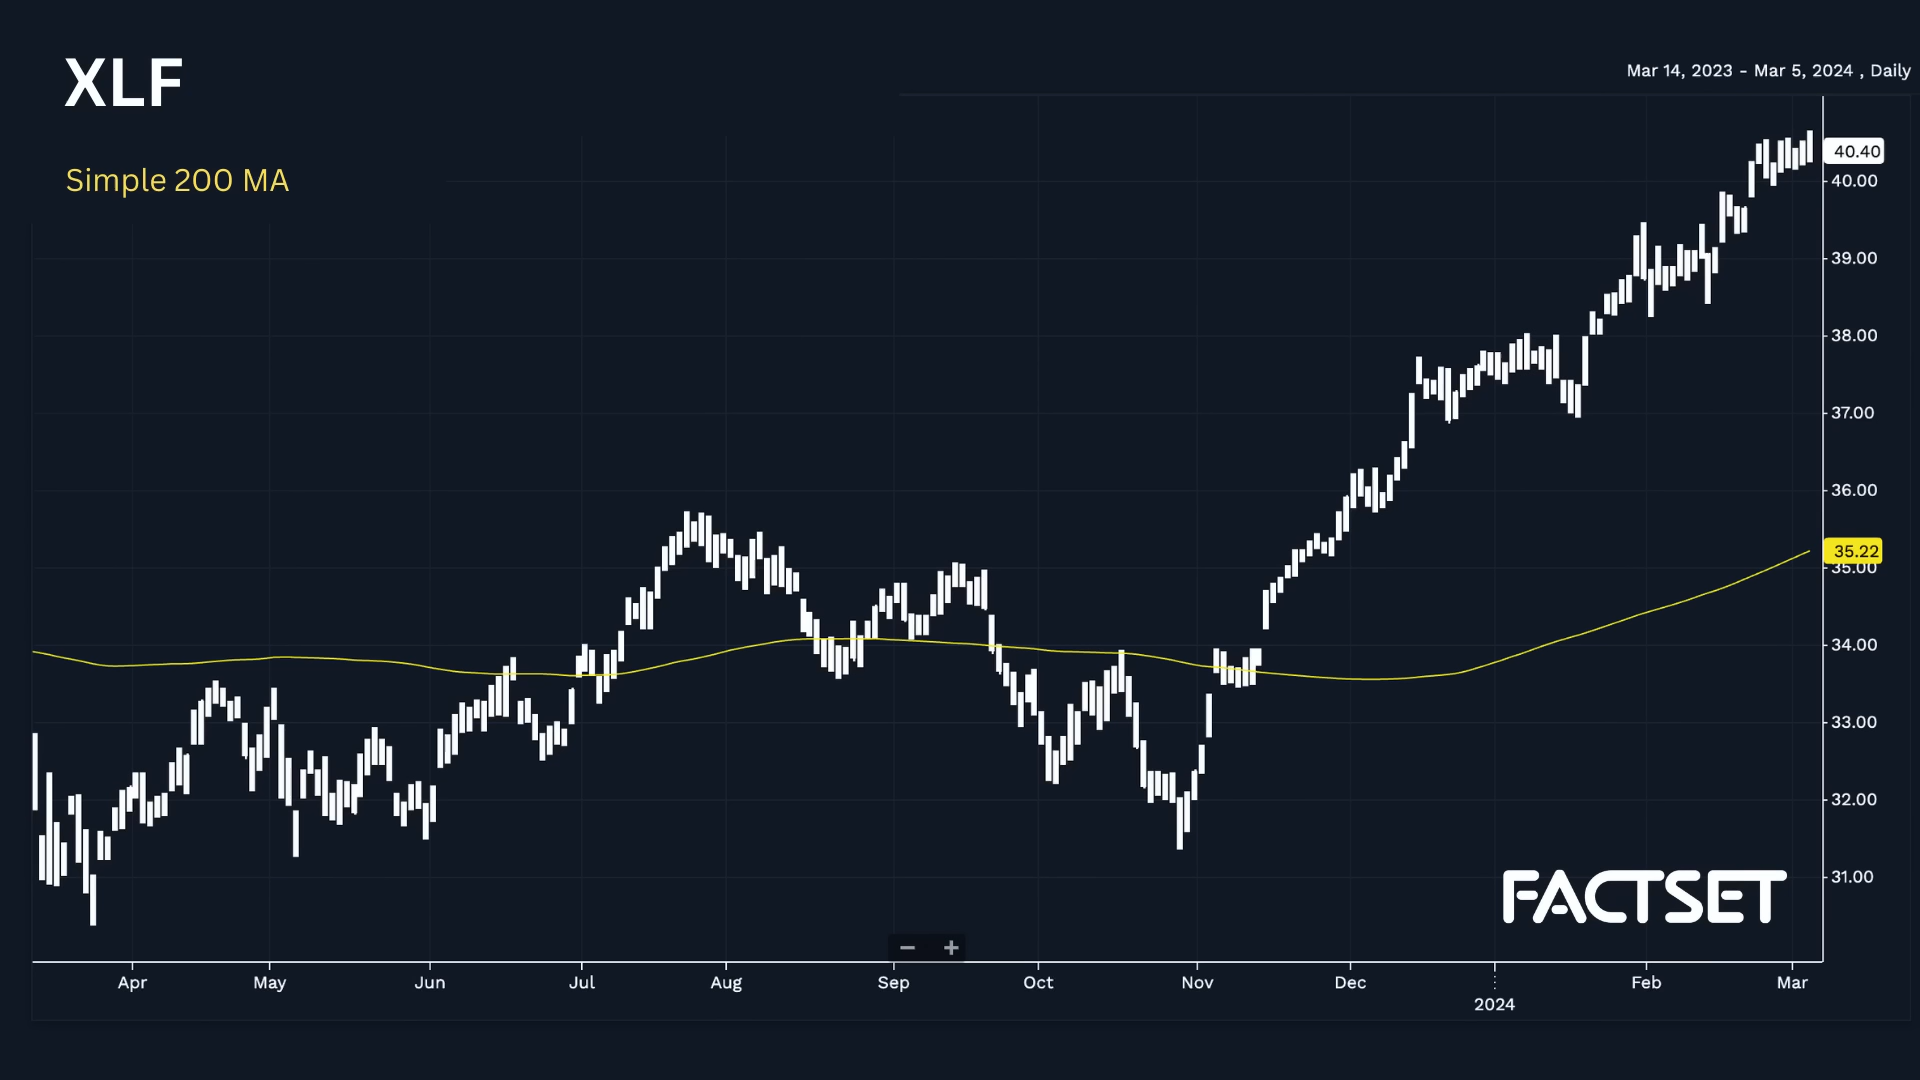 XLF
Mar 14, 2023 - Mar 5, 2024 , Daily
Simple 200 MA
40.40
40.00
39.00
38.00
37.00
36.00
35.22
35.00
34.00
33.00
32.00
31.00
FACTSET
− +
Apr May Jun Jul Aug Sep Oct Nov Dec Feb Mar
2024